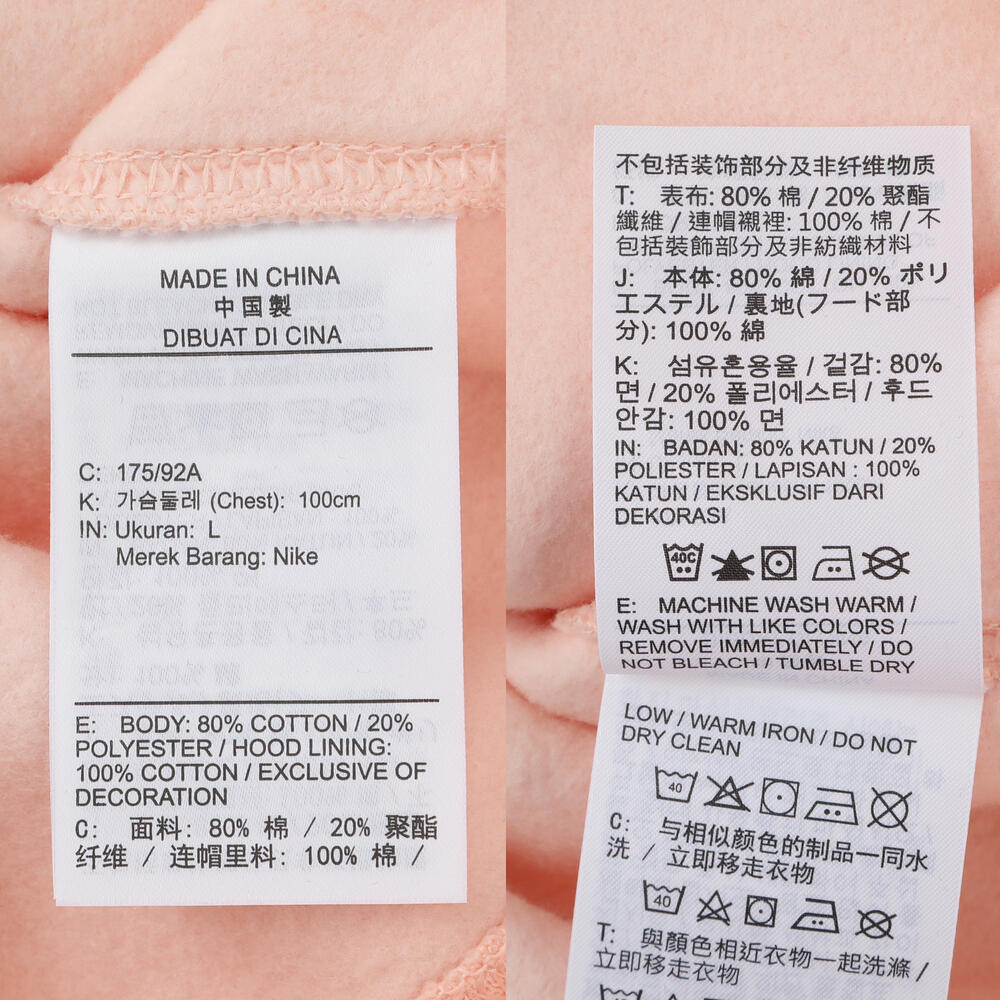 MADE IN CHINA
中国製
DIBUAT DI CINA
C: 175/92A
K: 가슴둘레 (Chest): 100cm
IN: Ukuran: L
Merek Barang: Nike
E: BODY: 80% COTTON / 20%
POLYESTER / HOOD LINING:
100% COTTON / EXCLUSIVE OF
DECORATION
C: 面料: 80% 棉 / 20% 聚酯
纤维 / 连帽里料: 100% 棉 /
不包括装饰部分及非纤维物质
T: 表布: 80% 棉 / 20% 聚酯
纖維 / 連帽襯裡: 100% 棉 / 不
包括裝飾部分及非紡織材料
J: 本体: 80% 綿 / 20% ポリ
エステル / 裏地(フード部
分): 100% 綿
K: 섬유혼용율 / 겉감: 80%
면 / 20% 폴리에스터 / 후드
안감: 100% 면
IN: BADAN: 80% KATUN / 20%
POLIESTER / LAPISAN : 100%
KATUN / EKSKLUSIF DARI
DEKORASI
40C
E: MACHINE WASH WARM /
WASH WITH LIKE COLORS /
REMOVE IMMEDIATELY / DO
NOT BLEACH / TUMBLE DRY
LOW / WARM IRON / DO NOT
DRY CLEAN
40
C: 与相似颜色的制品一同水
洗 / 立即移走衣物
40
T: 與顏色相近衣物一起洗滌 /
立即移走衣物